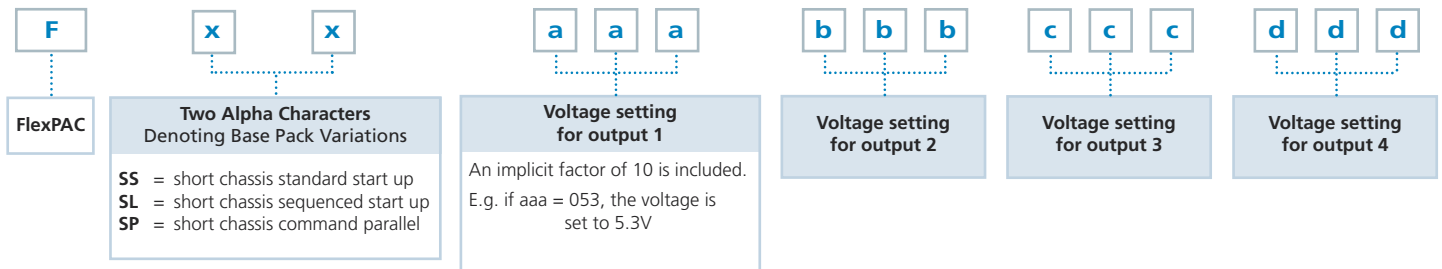 F x x a a a b b b c c c d d d
FlexPAC
Two Alpha Characters
Denoting Base Pack Variations
SS = short chassis standard start up
SL = short chassis sequenced start up
SP = short chassis command parallel
Voltage setting
for output 1
An implicit factor of 10 is included.
E.g. if aaa = 053, the voltage is
set to 5.3V
Voltage setting
for output 2
Voltage setting
for output 3
Voltage setting
for output 4